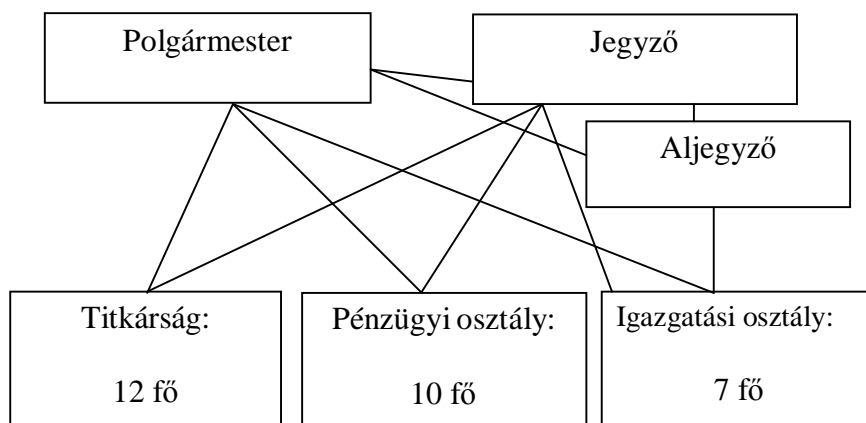 Polgármester
Jegyző
Aljegyző
Titkárság:
12 fő
Pénzügyi osztály:
10 fő
Igazgatási osztály:
7 fő